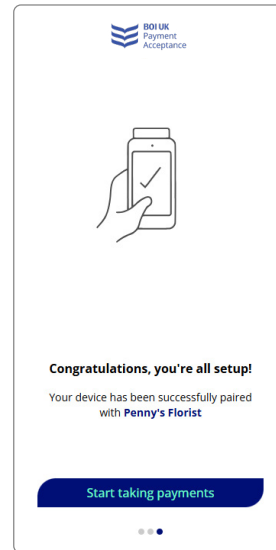 BOI UK
Payment
Acceptance
Congratulations, you're all setup!
Your device has been successfully paired
with Penny's Florist
Start taking payments